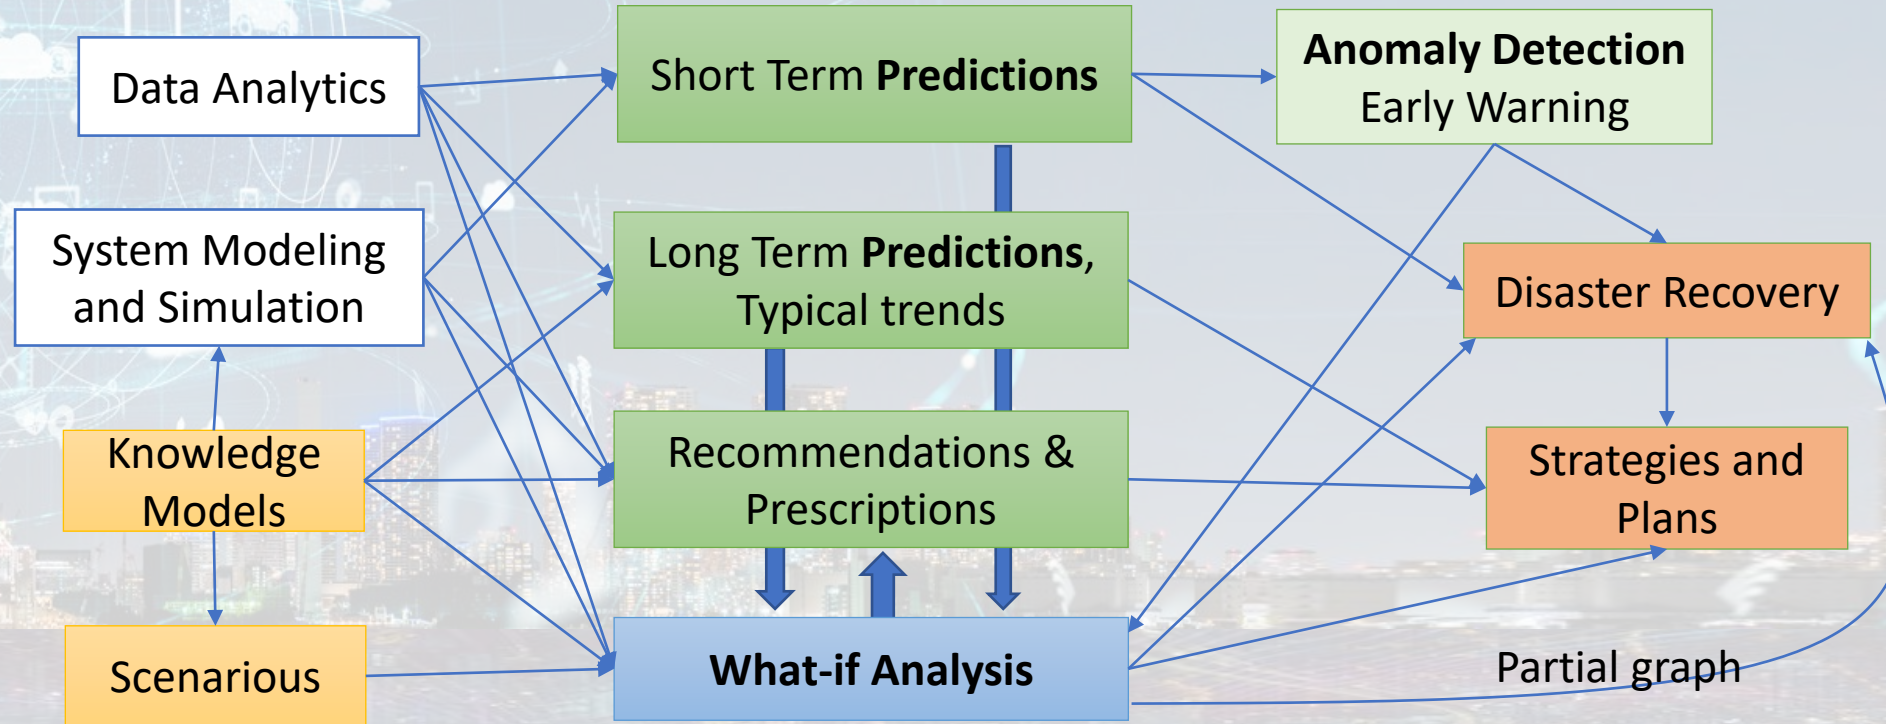 Data Analytics
Short Term Predictions
Anomaly Detection
Early Warning
System Modeling
and Simulation
Long Term Predictions,
Typical trends
Disaster Recovery
Knowledge
Models
Recommendations &
Prescriptions
Strategies and
Plans
Scenarious
What-if Analysis
Partial graph